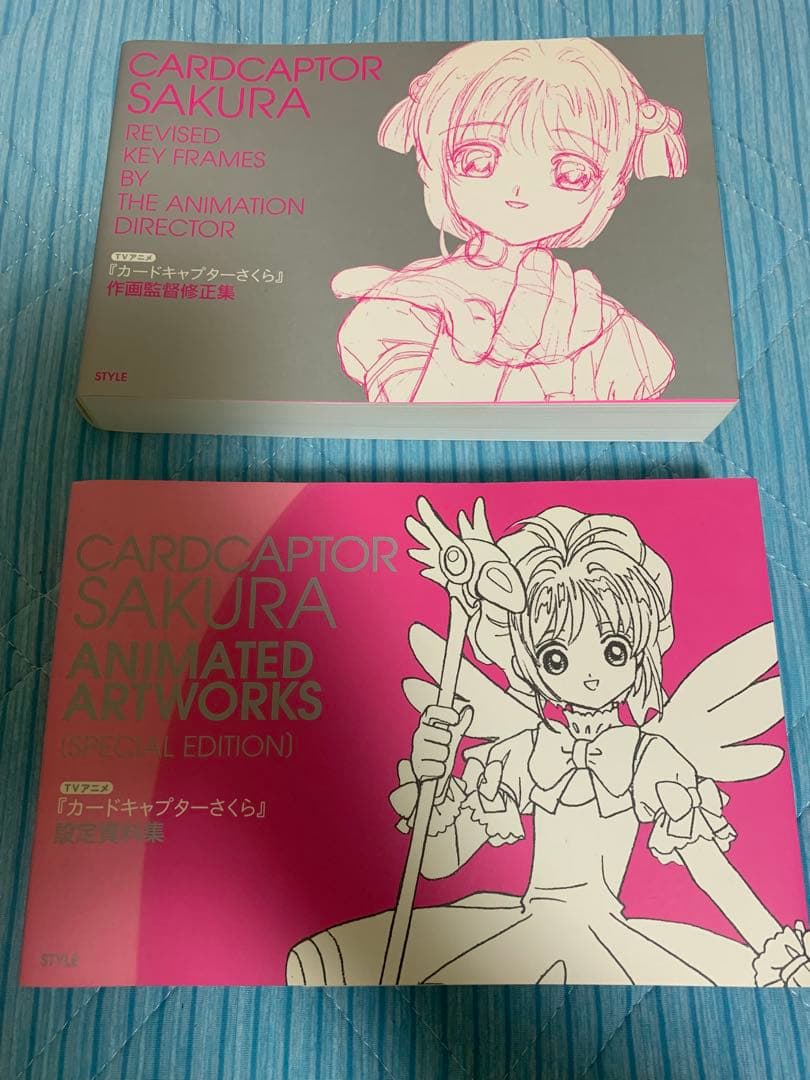 CARDCAPTOR
SAKURA
REVISED
KEY FRAMES
BY
THE ANIMATION
DIRECTOR
TVアニメ
『カードキャプターさくら』
作画監督修正集
STYLE
CARDCAPTOR
SAKURA
ANIMATED
ARTWORKS
(SPECIAL EDITION)
TVアニメ
『カードキャプターさくら』
設定資料集
STYLE